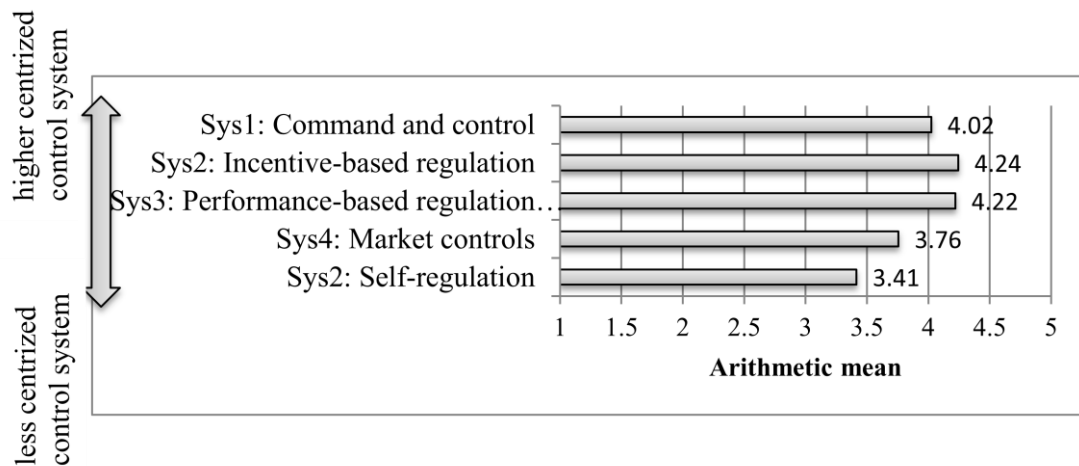 higher centrized
control system
Sys1: Command and control
4.02
Sys2: Incentive-based regulation
4.24
Sys3: Performance-based regulation…
4.22
Sys4: Market controls
3.76
Sys2: Self-regulation
3.41
1 1.5 2 2.5 3 3.5 4 4.5 5
Arithmetic mean
less centrized
control system